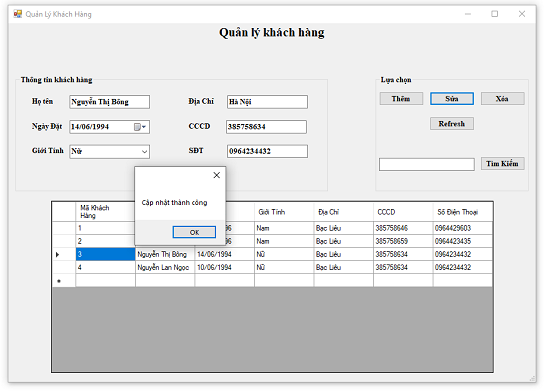 Quản Lý Khách Hàng
Quản lý khách hàng
Thông tin khách hàng
Lựa chọn
Họ tên Nguyễn Thị Bông Địa Chỉ Hà Nội Thêm Sửa Xóa
Ngày Đặt 14/06/1994 CCCD 385758634 Refresh
Giới Tính Nữ SĐT 0964234432 Tìm Kiếm
Cập nhật thành công
OK
Mã Khách Hàng Giới Tính Địa Chỉ CCCD Số Điện Thoại
1 96 Nam Bạc Liêu 385758646 0964429603
2 96 Nam Bạc Liêu 385758659 0964423435
3 Nguyễn Thị Bông 14/06/1994 Nữ Bạc Liêu 385758634 0964234432
4 Nguyễn Lan Ngọc 10/06/1994 Nữ Bạc Liêu 385758634 0964234432